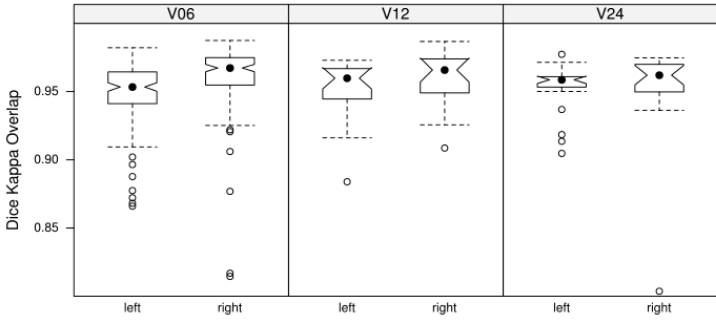 V06 V12 V24
Dice Kappa Overlap
0.95
0.90
0.85
left right left right left right